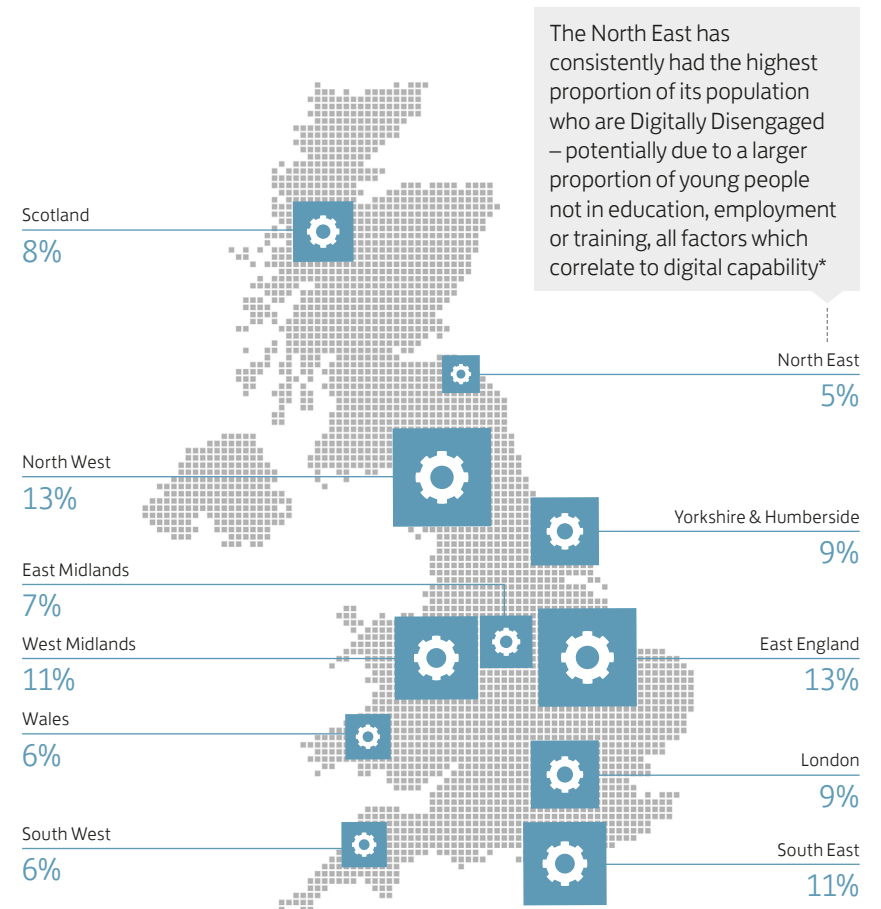 The North East has
consistently had the highest
proportion of its population
who are Digitally Disengaged
– potentially due to a larger
proportion of young people
not in education, employment
or training, all factors which
correlate to digital capability*
Scotland
8%
North East
5%
North West
13%
Yorkshire & Humberside
9%
East Midlands
7%
West Midlands
11%
East England
13%
Wales
6%
London
9%
South West
6%
South East
11%